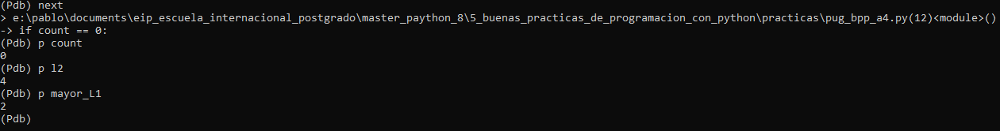 (Pdb) next
> e:\pablo\documents\eip_escuela_internacional_postgrado\master_paython_8\5_buenas_practicas_de_programacion_con_python\practicas\pug_bpp_a4.py(12)<module>()
-> if count == 0:
(Pdb) p count
0
(Pdb) p l2
4
(Pdb) p mayor_L1
2
(Pdb)